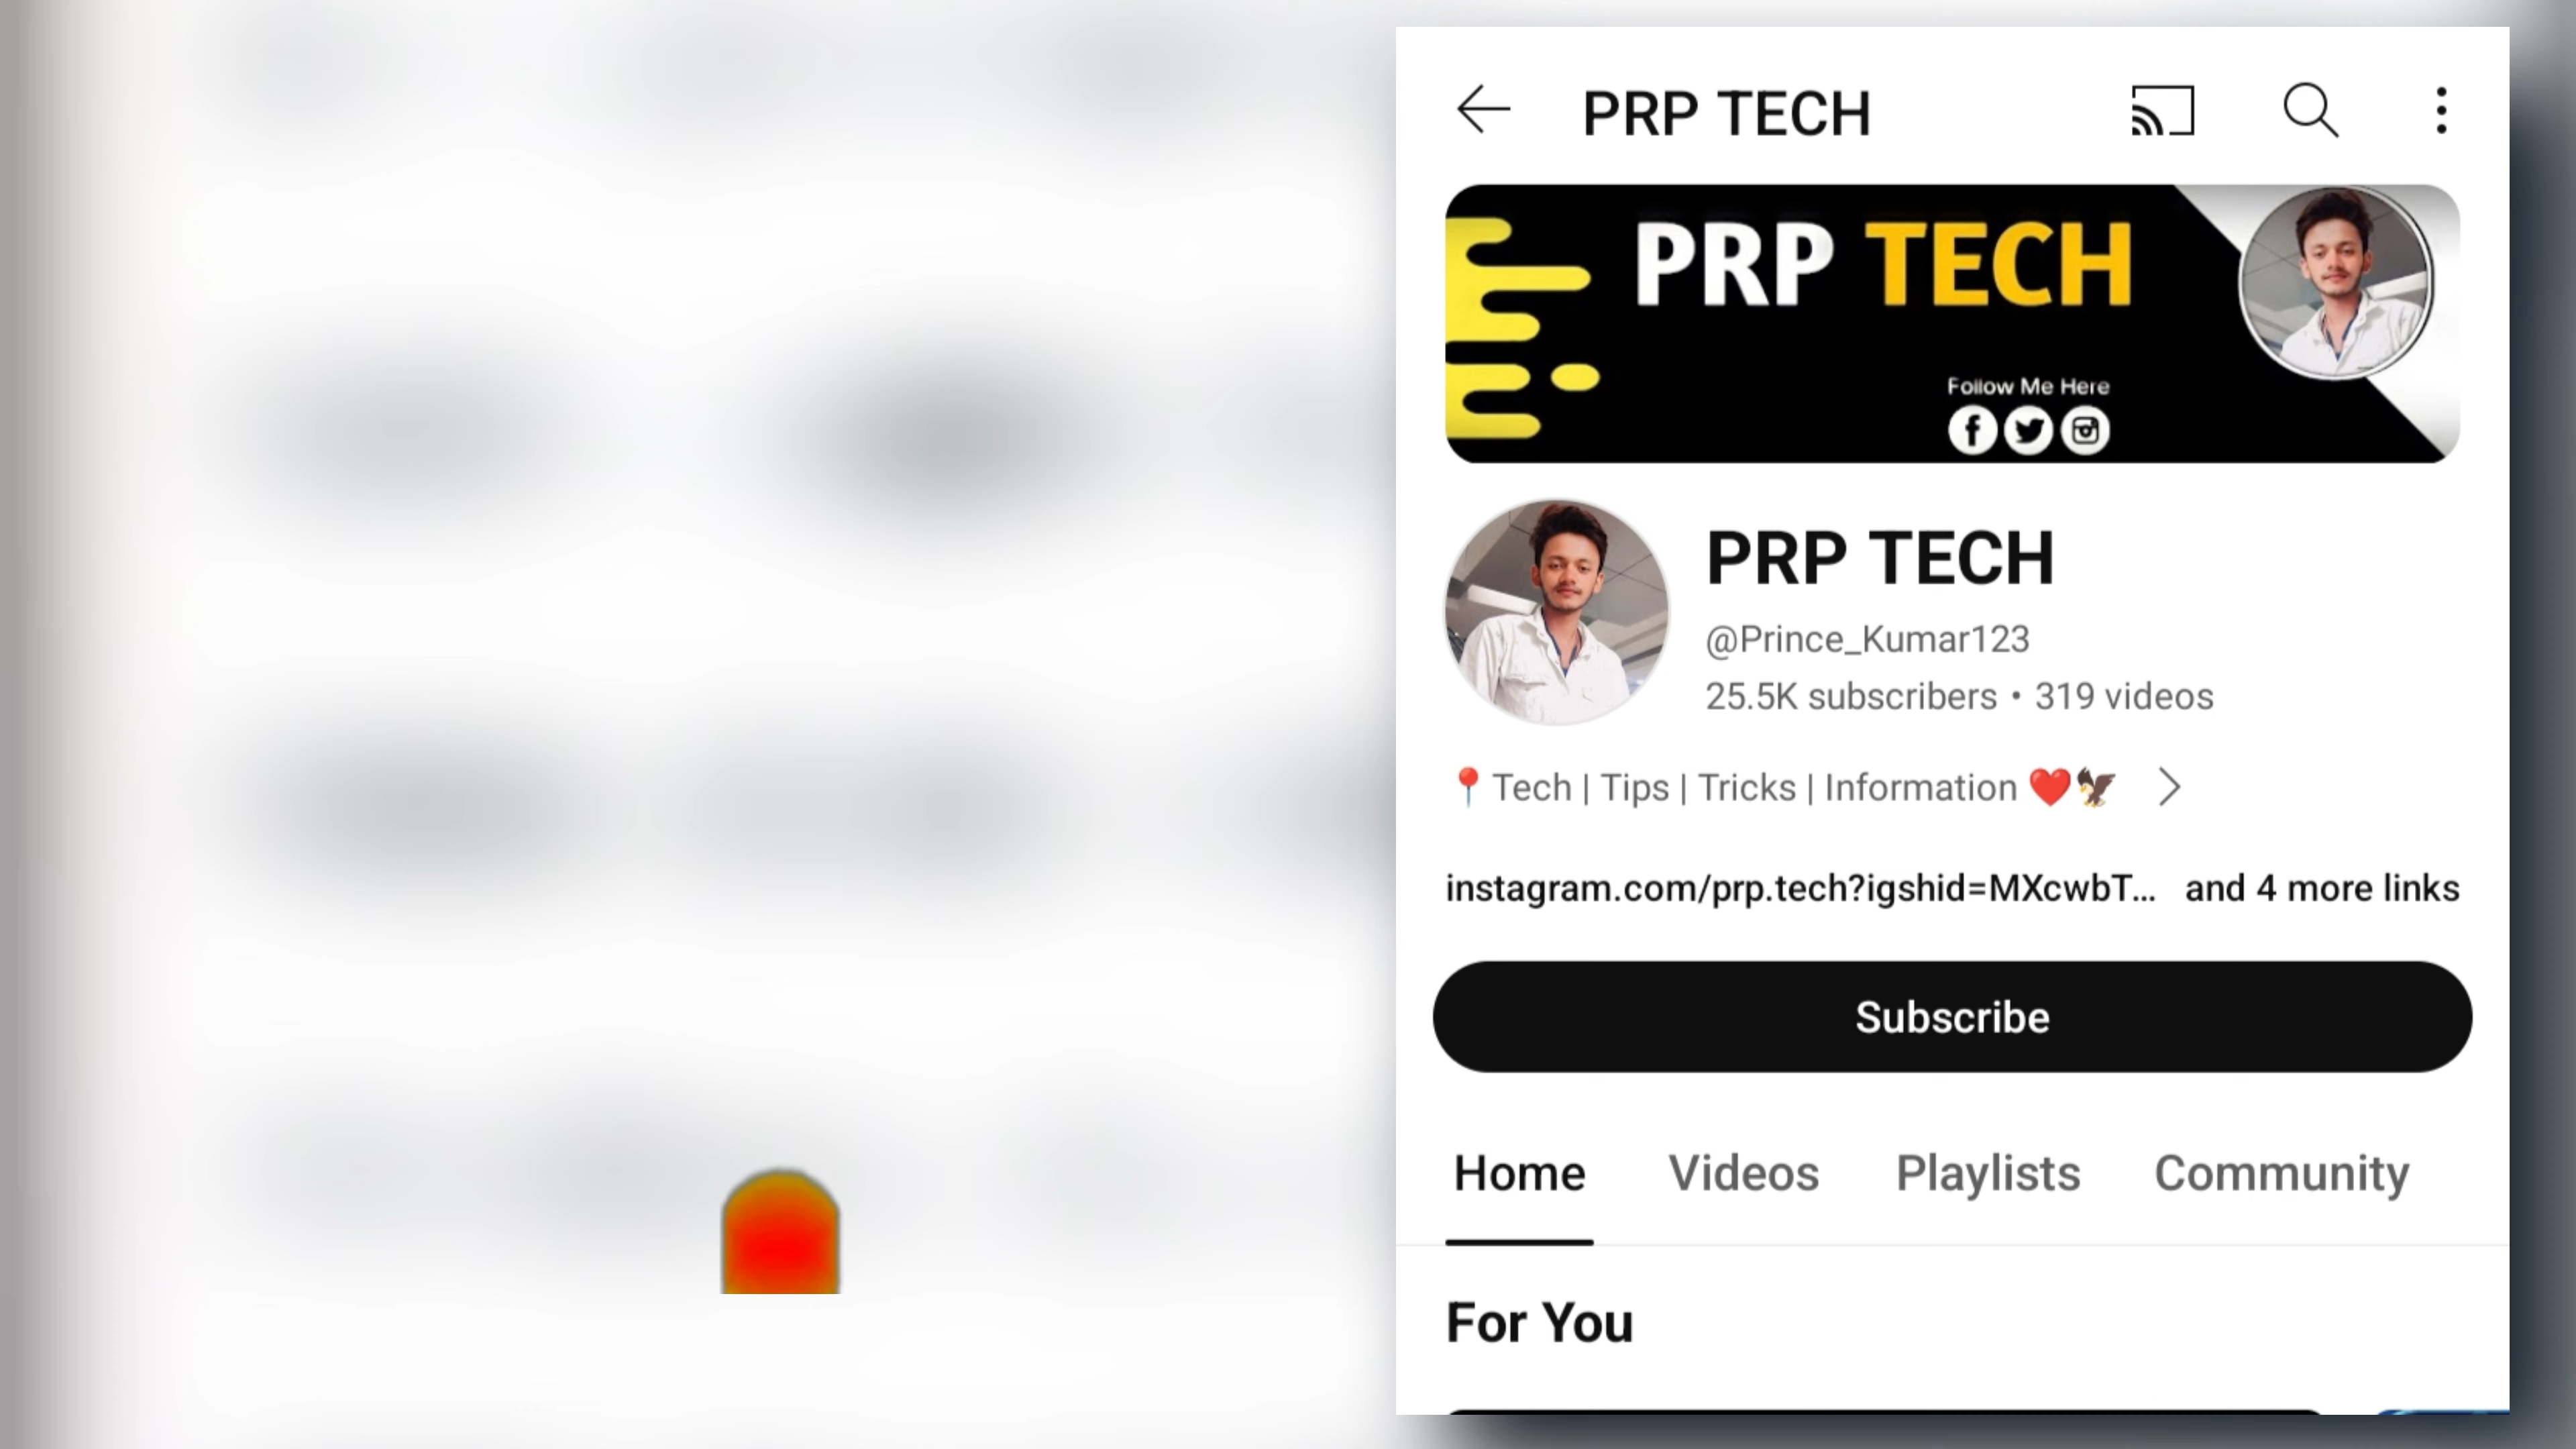 PRP TECH
PRP TECH
Follow Me Here
PRP TECH
@Prince_Kumar123
25.5K subscribers • 319 videos
📍Tech | Tips | Tricks | Information ❤️🦅
instagram.com/prp.tech?igshid=MXcwbT... and 4 more links
Subscribe
Home Videos Playlists Community
For You